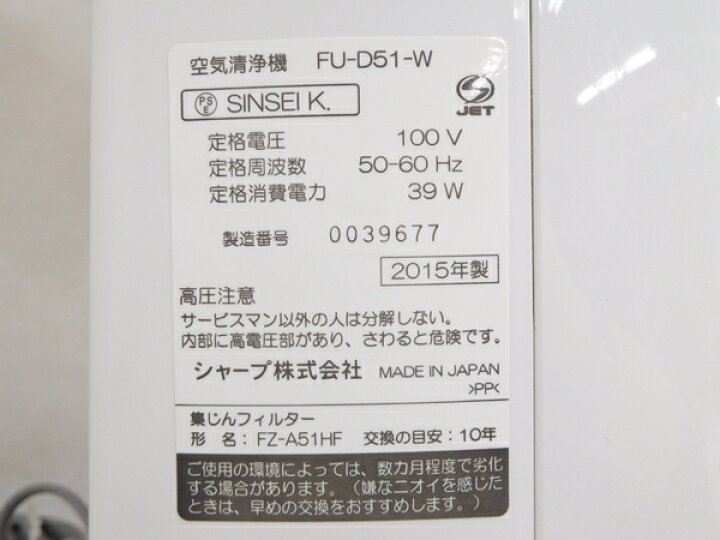 空気清浄機 FU-D51-W
PSE SINSEI K.
JET
定格電圧 100 V
定格周波数 50-60 Hz
定格消費電力 39 W
製造番号 0039677
2015年製
高圧注意
サービスマン以外の人は分解しない。
内部に高電圧部があり、さわると危険です。
シャープ株式会社 MADE IN JAPAN
>PP<
集じんフィルター
形 名：FZ-A51HF 交換の目安：10年
ご使用の環境によっては、数カ月程度で劣化
する場合があります。（嫌なニオイを感じた
ときは、早めの交換をおすすめします。）